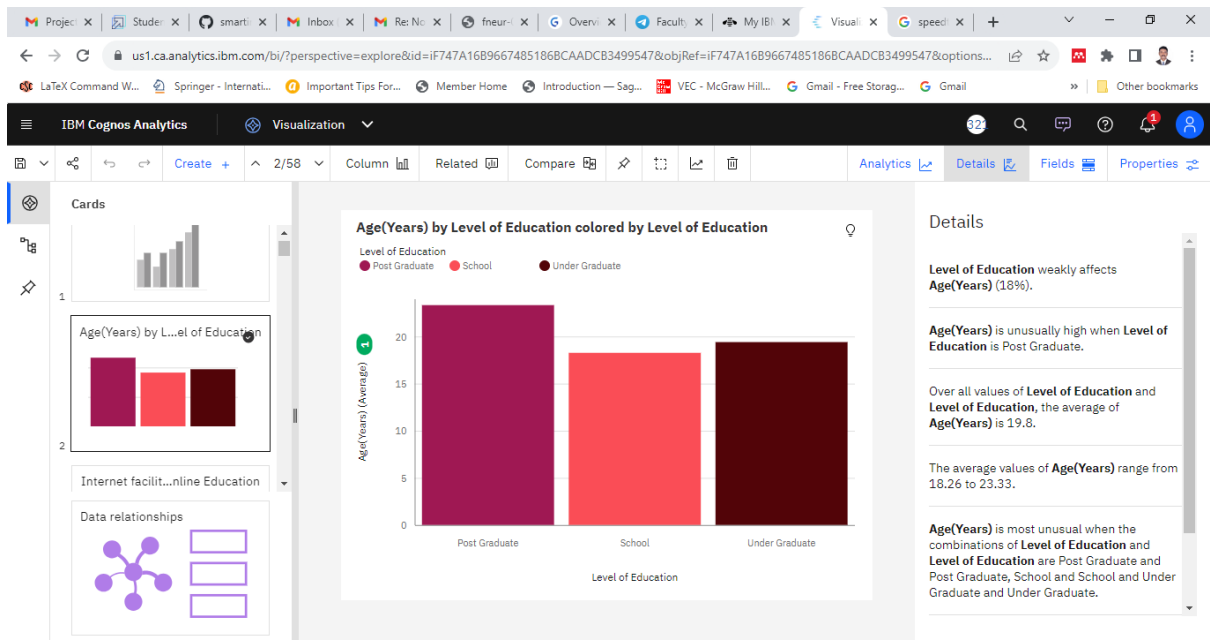 Project
Studer
smarti
Inbox
Re: No
fneur-
Overvi
Faculty
My IBM
Visuali
speedt
us1.ca.analytics.ibm.com/bi/?perspective=explore&id=iF747A16B9667485186BCAADCB3499547&objRef=iF747A16B9667485186BCAADCB3499547&options...
LaTeX Command W...
Springer - Internati...
Important Tips For...
Member Home
Introduction — Sag...
VEC - McGraw Hill...
Gmail - Free Storag...
Gmail
»
Other bookmarks
IBM Cognos Analytics
Visualization
321
1
Create +
2/58
Column
Related
Compare
Analytics
Details
Fields
Properties
Cards
1
Age(Years) by L...el of Education
2
Internet facilit...nline Education
Data relationships
Age(Years) by Level of Education colored by Level of Education
Level of Education
Post Graduate School Under Graduate
Age(Years) (Average)
1
20
15
10
5
0
Post Graduate School Under Graduate
Level of Education
Details
Level of Education weakly affects
Age(Years) (18%).
Age(Years) is unusually high when Level of
Education is Post Graduate.
Over all values of Level of Education and
Level of Education, the average of
Age(Years) is 19.8.
The average values of Age(Years) range from
18.26 to 23.33.
Age(Years) is most unusual when the
combinations of Level of Education and
Level of Education are Post Graduate and
Post Graduate, School and School and Under
Graduate and Under Graduate.